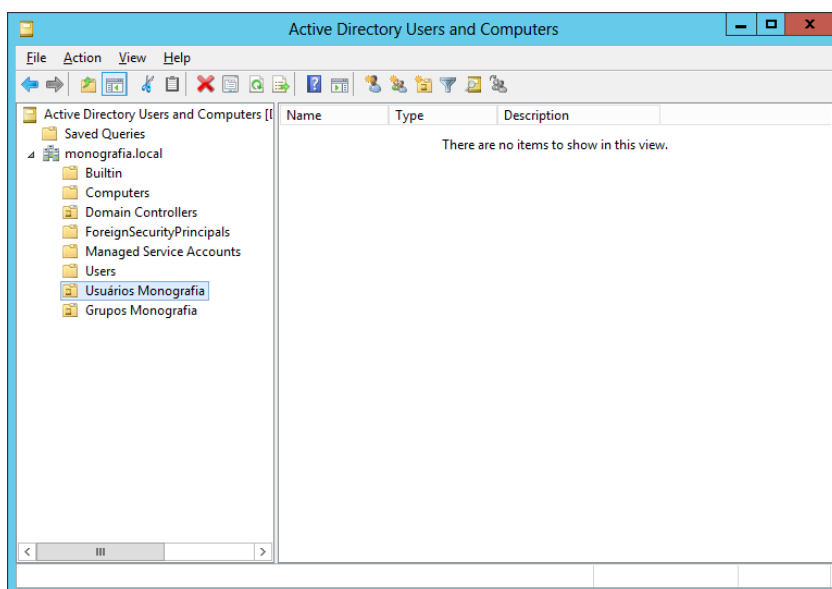 Active Directory Users and Computers
File Action View Help
Active Directory Users and Computers [
Saved Queries
monografia.local
Builtin
Computers
Domain Controllers
ForeignSecurityPrincipals
Managed Service Accounts
Users
Usuários Monografia
Grupos Monografia
Name Type Description
There are no items to show in this view.